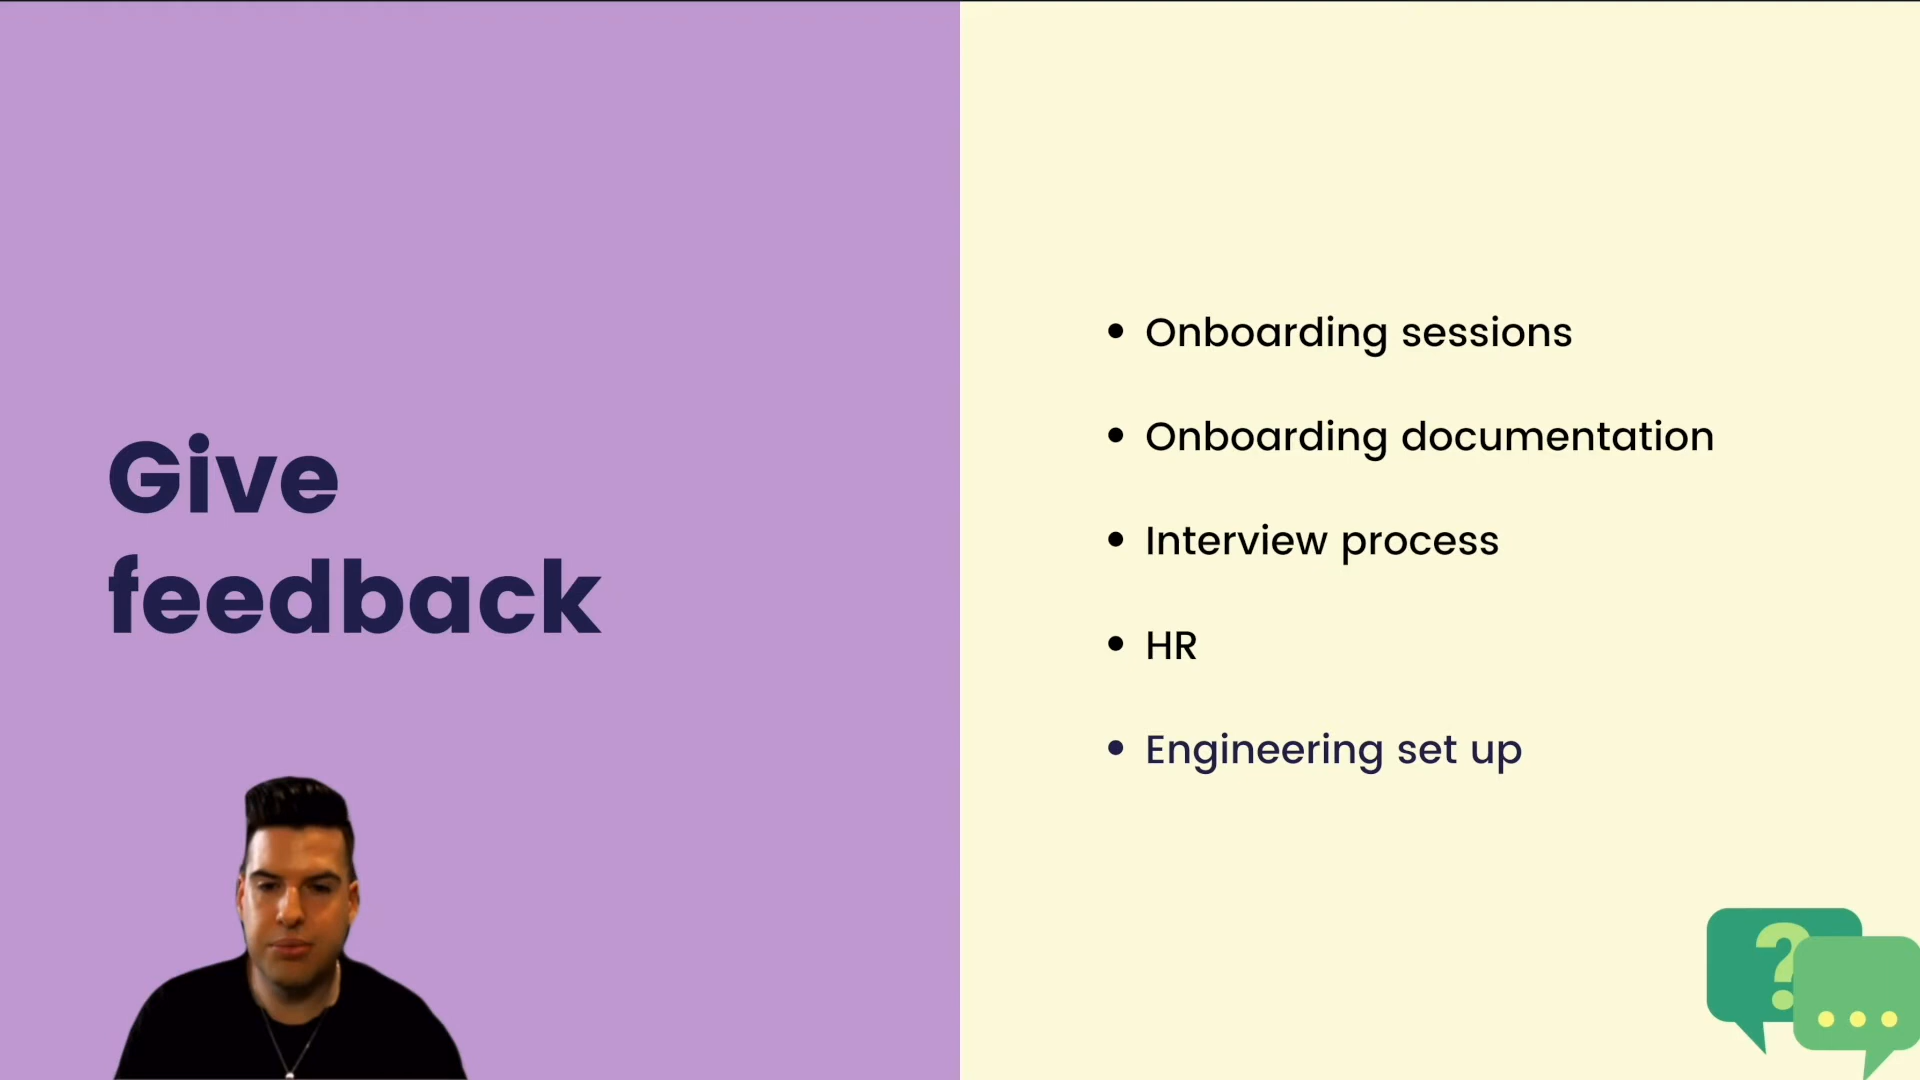 Give
feedback
• Onboarding sessions
• Onboarding documentation
• Interview process
• HR
• Engineering set up
?